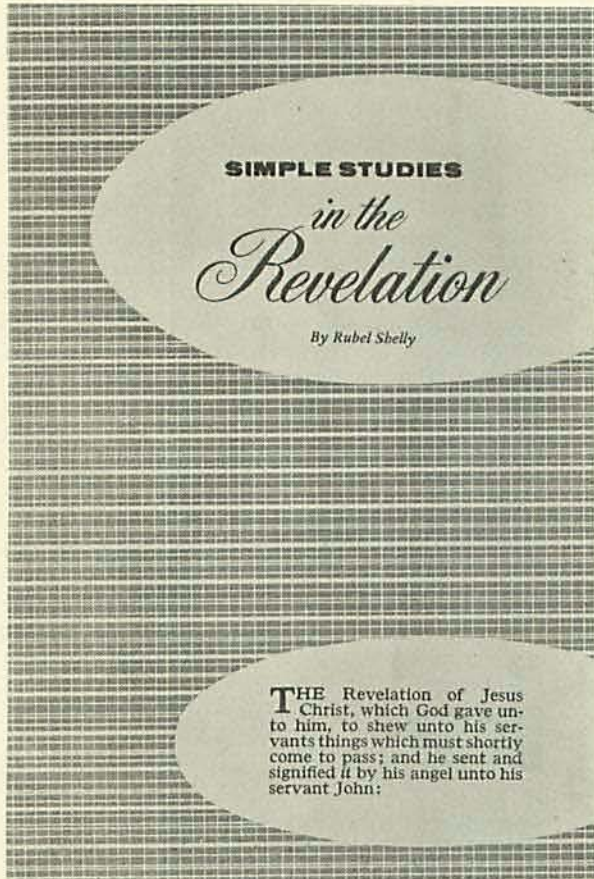 SIMPLE STUDIES
in the
Revelation
By Rubel Shelly
THE Revelation of Jesus
Christ, which God gave un-
to him, to shew unto his ser-
vants things which must shortly
come to pass; and he sent and
signified it by his angel unto his
servant John: